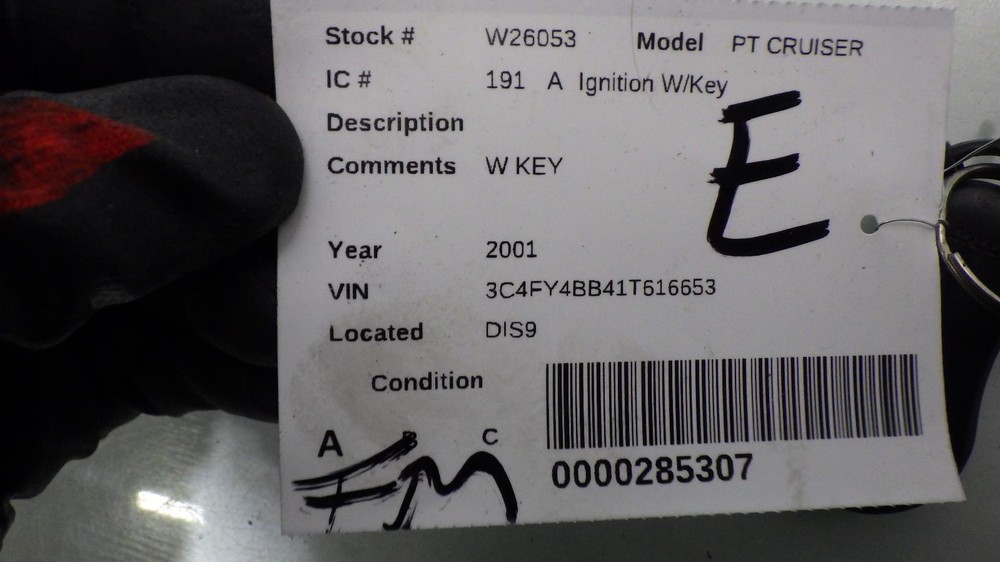 Stock # W26053 Model PT CRUISER
IC # 191 A Ignition W/Key
E
Description
Comments W KEY
Year 2001
VIN 3C4FY4BB41T616653
Located DIS9
Condition
A B C
FM
0000285307